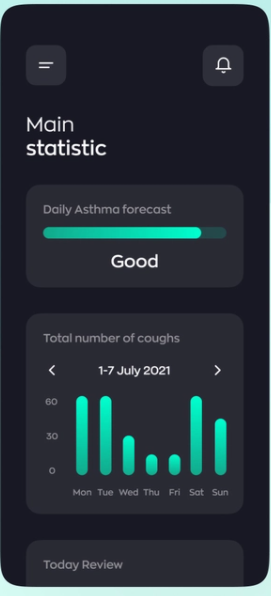 Main
statistic
Daily Asthma forecast
Good
Total number of coughs
1-7 July 2021
60
30
0
Mon Tue Wed Thu Fri Sat Sun
Today Review